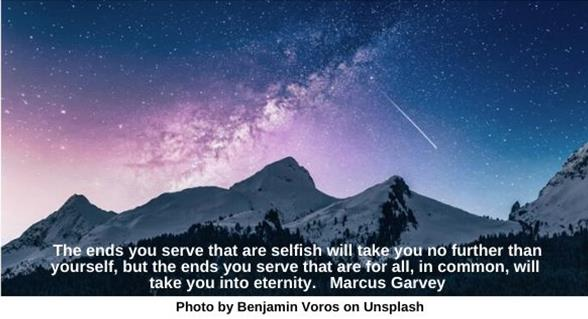 The ends you serve that are selfish will take you no further than
yourself, but the ends you serve that are for all, in common, will
take you into eternity.   Marcus Garvey
Photo by Benjamin Voros on Unsplash